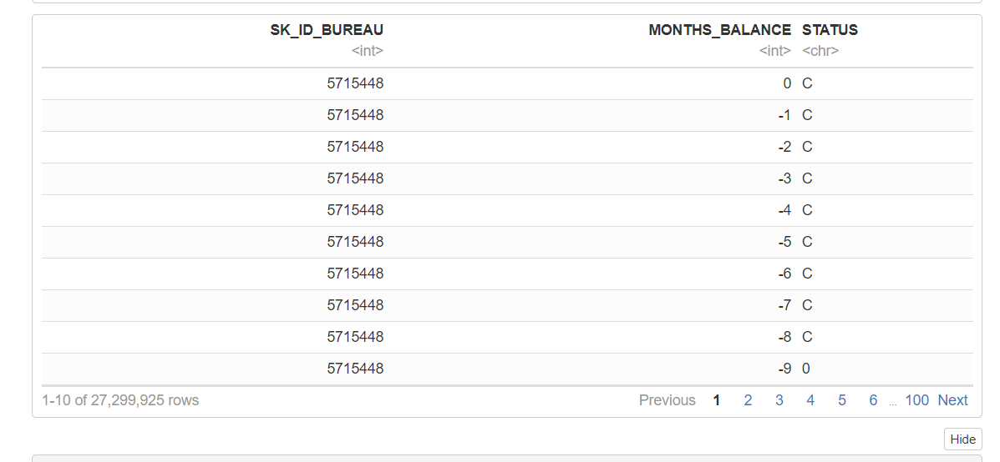 SK_ID_BUREAU MONTHS_BALANCE STATUS
<int> <int> <chr>
5715448 0 C
5715448 -1 C
5715448 -2 C
5715448 -3 C
5715448 -4 C
5715448 -5 C
5715448 -6 C
5715448 -7 C
5715448 -8 C
5715448 -9 0
1-10 of 27,299,925 rows Previous 1 2 3 4 5 6 ... 100 Next
Hide